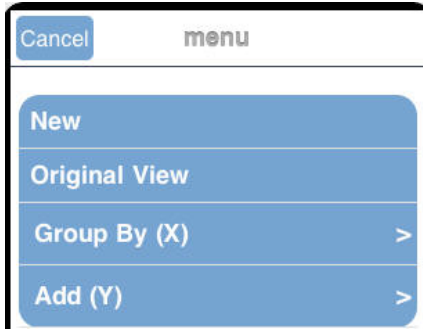 Cancel menu
New
Original View
Group By (X) >
Add (Y) >